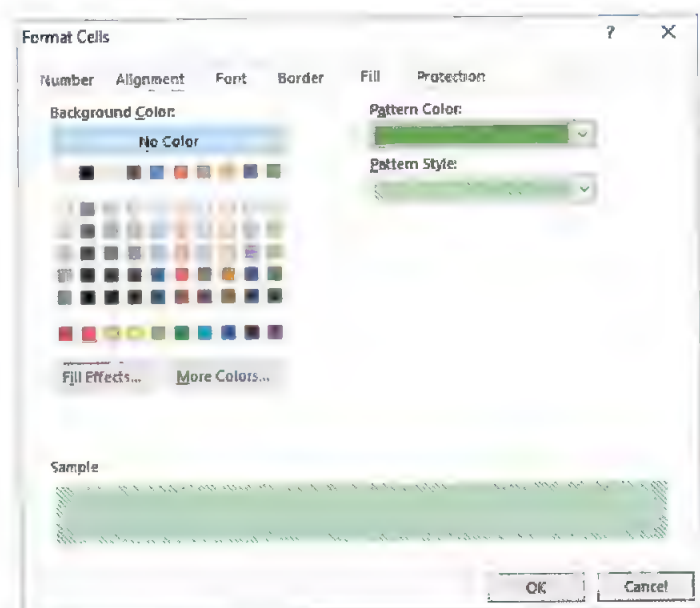 Format Cells ? ×
Number Alignment Font Border Fill Protection
Background Color:
No Color
Pattern Color:
Pattern Style:
Fill Effects... More Colors...
Sample
OK Cancel